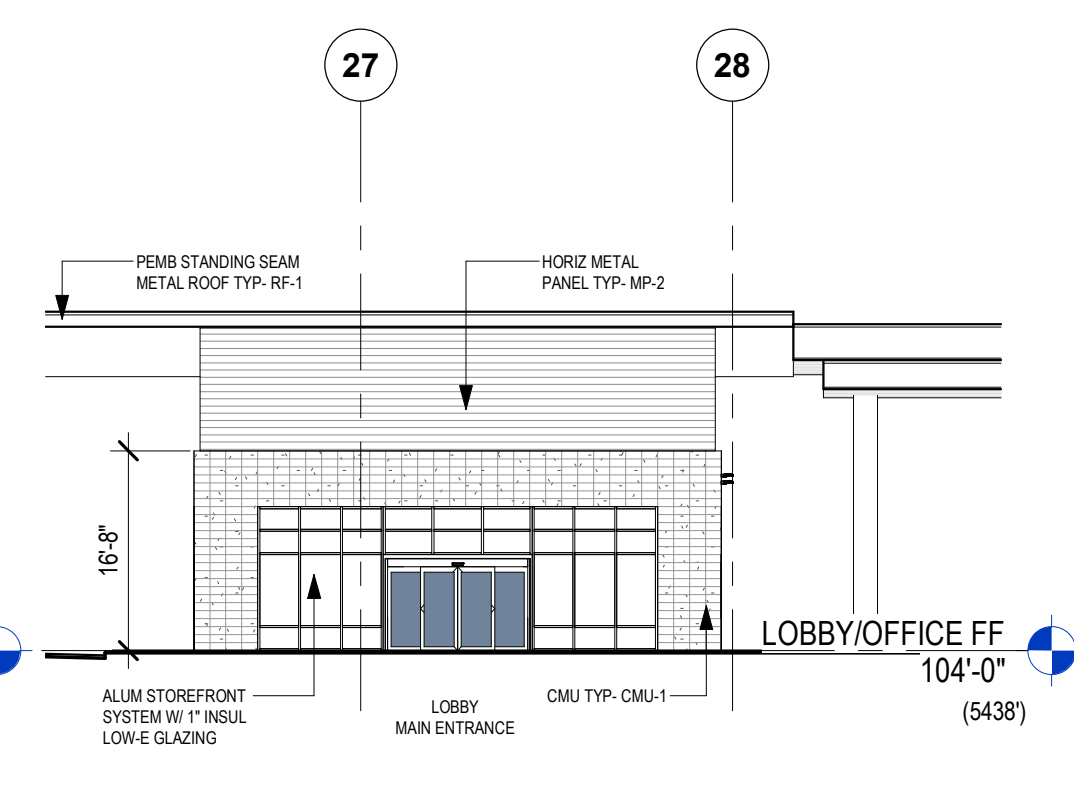 27
28
PEMB STANDING SEAM
METAL ROOF TYP- RF-1
HORIZ METAL
PANEL TYP- MP-2
16'-8"
LOBBY/OFFICE FF
104'-0"
(5438')
ALUM STOREFRONT
SYSTEM W/ 1" INSUL
LOW-E GLAZING
LOBBY
MAIN ENTRANCE
CMU TYP- CMU-1